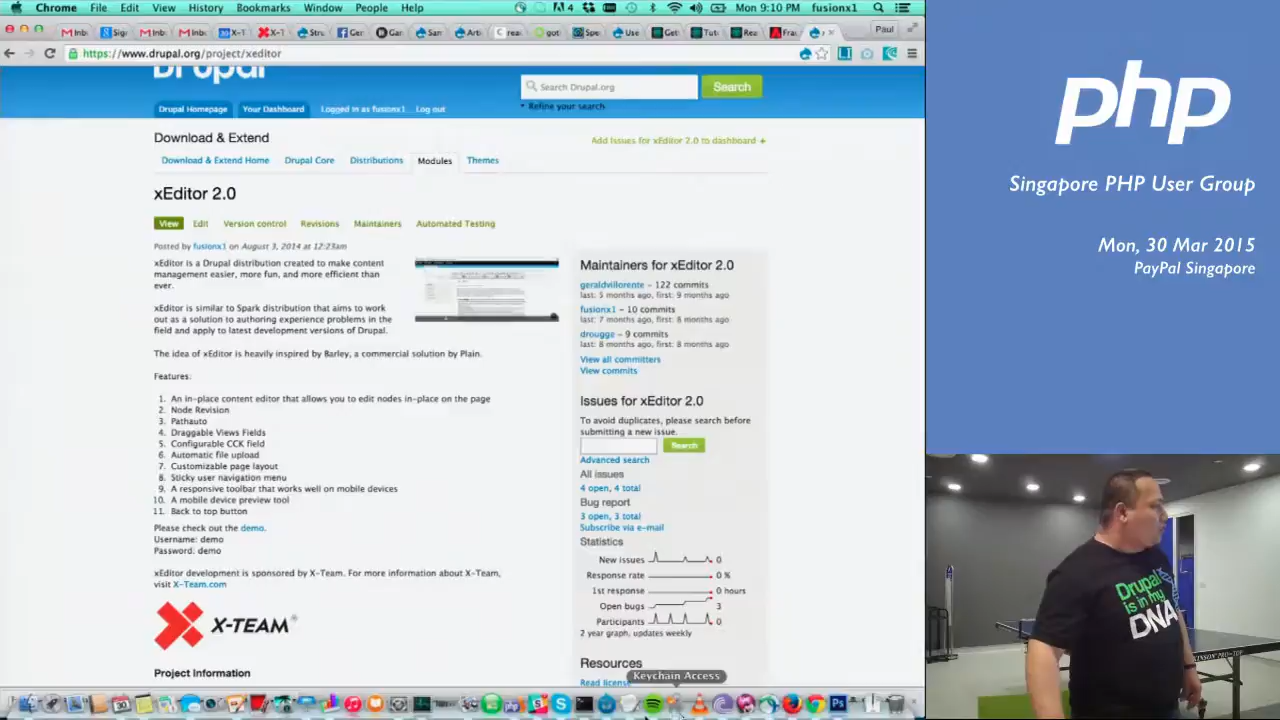 Chrome File Edit View History Bookmarks Window People Help
4
Mon 9:10 PM fusionx1
Paul
https://www.drupal.org/project/xeditor
Drupal
Search Drupal.org
Search
Refine your search
Drupal Homepage Your Dashboard Logged in as fusionx1 Log out
Download & Extend
Add Issues for xEditor 2.0 to dashboard +
Download & Extend Home Drupal Core Distributions Modules Themes
xEditor 2.0
View Edit Version control Revisions Maintainers Automated Testing
Posted by fusionx1 on August 3, 2014 at 12:23am
xEditor is a Drupal distribution created to make content
management easier, more fun, and more efficient than
ever.
xEditor is similar to Spark distribution that aims to work
out as a solution to authoring experience problems in the
field and apply to latest development versions of Drupal.
The idea of xEditor is heavily inspired by Barley, a commercial solution by Plain.
Features:
1. An in-place content editor that allows you to edit nodes in-place on the page
2. Node Revision
3. Pathauto
4. Draggable Views Fields
5. Configurable CCK field
6. Automatic file upload
7. Customizable page layout
8. Sticky user navigation menu
9. A responsive toolbar that works well on mobile devices
10. A mobile device preview tool
11. Back to top button
Please check out the demo.
Username: demo
Password: demo
xEditor development is sponsored by X-Team. For more information about X-Team,
visit X-Team.com
X-TEAM®
Project Information
Maintainers for xEditor 2.0
geraldvillorente – 122 commits
last: 5 months ago, first: 9 months ago
fusionx1 – 10 commits
last: 7 months ago, first: 8 months ago
drougge – 9 commits
last: 8 months ago, first: 8 months ago
View all committers
View commits
Issues for xEditor 2.0
To avoid duplicates, please search before
submitting a new issue.
Search
Advanced search
All issues
4 open, 4 total
Bug report
3 open, 3 total
Subscribe via e-mail
Statistics
New issues 0
Response rate 0 %
1st response 0 hours
Open bugs 3
Participants 0
2 year graph, updates weekly
Resources
Read license
Keychain Access
php
Singapore PHP User Group
Mon, 30 Mar 2015
PayPal Singapore
Drupal
is in my
DNA